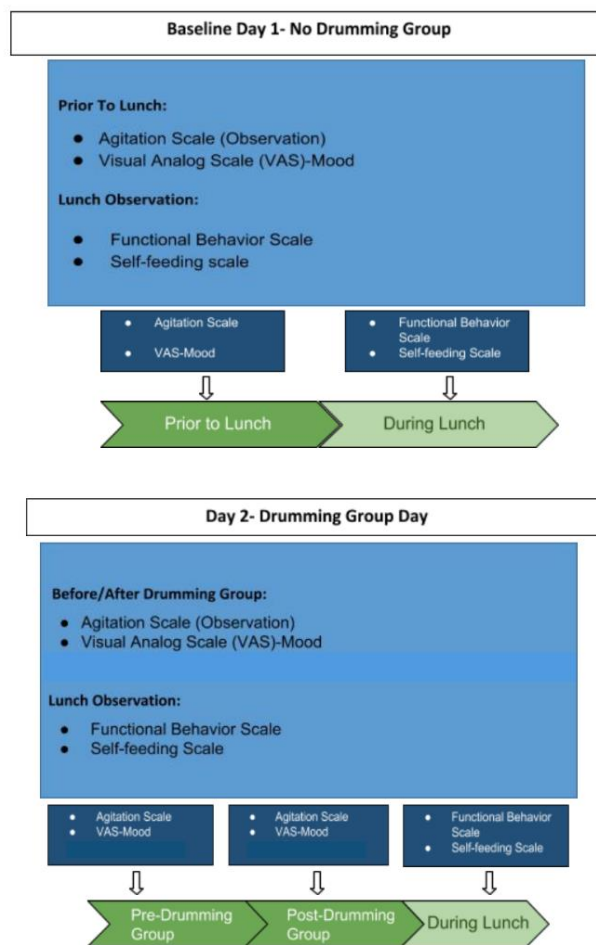 Baseline Day 1- No Drumming Group
Prior To Lunch:
● Agitation Scale (Observation)
● Visual Analog Scale (VAS)-Mood
Lunch Observation:
● Functional Behavior Scale
● Self-feeding scale
● Agitation Scale
● VAS-Mood
● Functional Behavior
Scale
● Self-feeding Scale
Prior to Lunch
During Lunch
Day 2- Drumming Group Day
Before/After Drumming Group:
● Agitation Scale (Observation)
● Visual Analog Scale (VAS)-Mood
Lunch Observation:
● Functional Behavior Scale
● Self-feeding Scale
● Agitation Scale
● VAS-Mood
● Agitation Scale
● VAS-Mood
● Functional Behavior
Scale
● Self-feeding Scale
Pre-Drumming
Group
Post-Drumming
Group
During Lunch